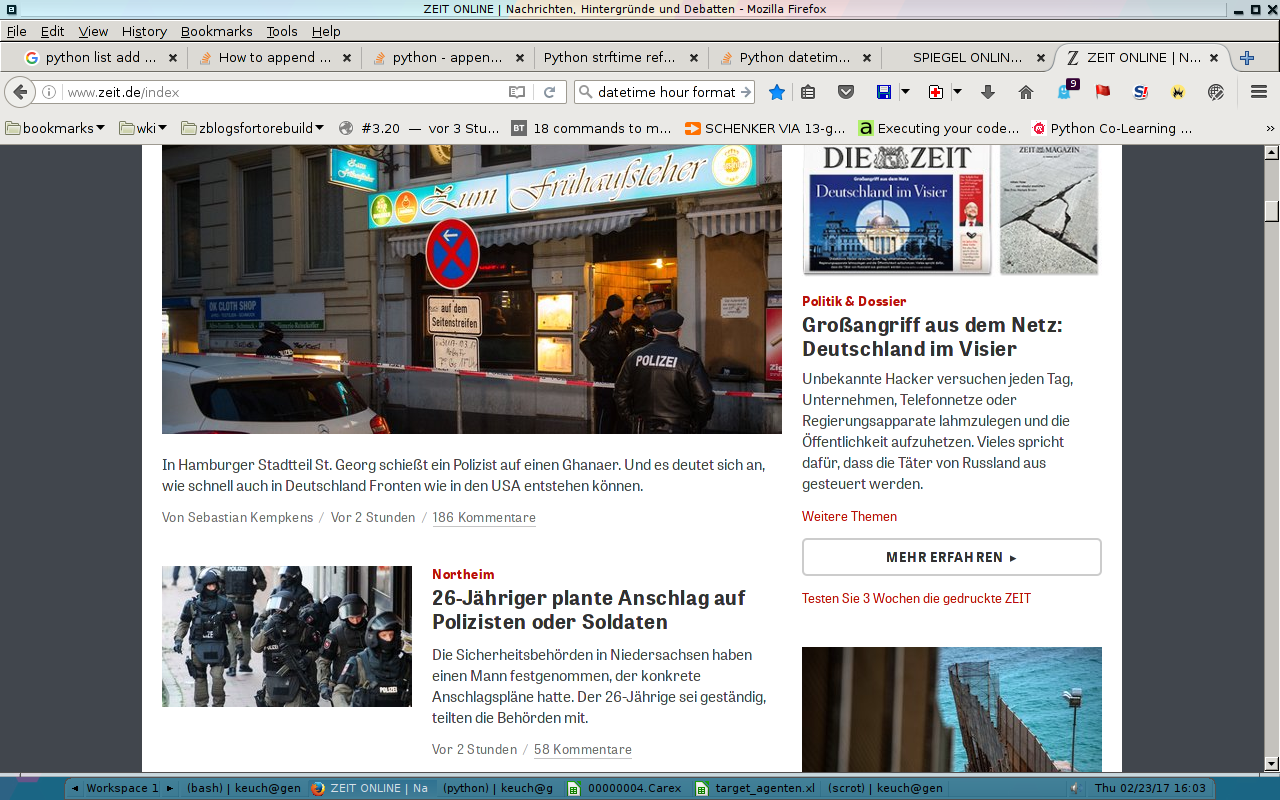 ZEIT ONLINE | Nachrichten, Hintergründe und Debatten - Mozilla Firefox
File Edit View History Bookmarks Tools Help
python list add ... How to append ... python - appen... Python strftime ref... Python datetim... SPIEGEL ONLIN... ZEIT ONLINE | N...
www.zeit.de/index datetime hour format 9
bookmarks wiki zblogsfortorebuild #3.20 — vor 3 Stu... BT 18 commands to m... SCHENKER VIA 13-g... a Executing your code... Python Co-Learning ... »
Zum Frühaufsteher
auf dem
Seitenstreifen
OK CLOTH SHOP
POLIZEI
In Hamburger Stadtteil St. Georg schießt ein Polizist auf einen Ghanaer. Und es deutet sich an,
wie schnell auch in Deutschland Fronten wie in den USA entstehen können.
Von Sebastian Kempkens / Vor 2 Stunden / 186 Kommentare
POLIZEI
POLIZEI
Northeim
26-Jähriger plante Anschlag auf
Polizisten oder Soldaten
Die Sicherheitsbehörden in Niedersachsen haben
einen Mann festgenommen, der konkrete
Anschlagspläne hatte. Der 26-Jährige sei geständig,
teilten die Behörden mit.
Vor 2 Stunden / 58 Kommentare
DIE ZEIT
Großangriff aus dem Netz
Deutschland im Visier
ZEIT MAGAZIN
Politik & Dossier
Großangriff aus dem Netz:
Deutschland im Visier
Unbekannte Hacker versuchen jeden Tag,
Unternehmen, Telefonnetze oder
Regierungsapparate lahmzulegen und die
Öffentlichkeit aufzuhetzen. Vieles spricht
dafür, dass die Täter von Russland aus
gesteuert werden.
Weitere Themen
MEHR ERFAHREN ▸
Testen Sie 3 Wochen die gedruckte ZEIT
Workspace 1 (bash) | keuch@gen ZEIT ONLINE | Na (python) | keuch@g 00000004.Carex target_agenten.xl (scrot) | keuch@gen Thu 02/23/17 16:03